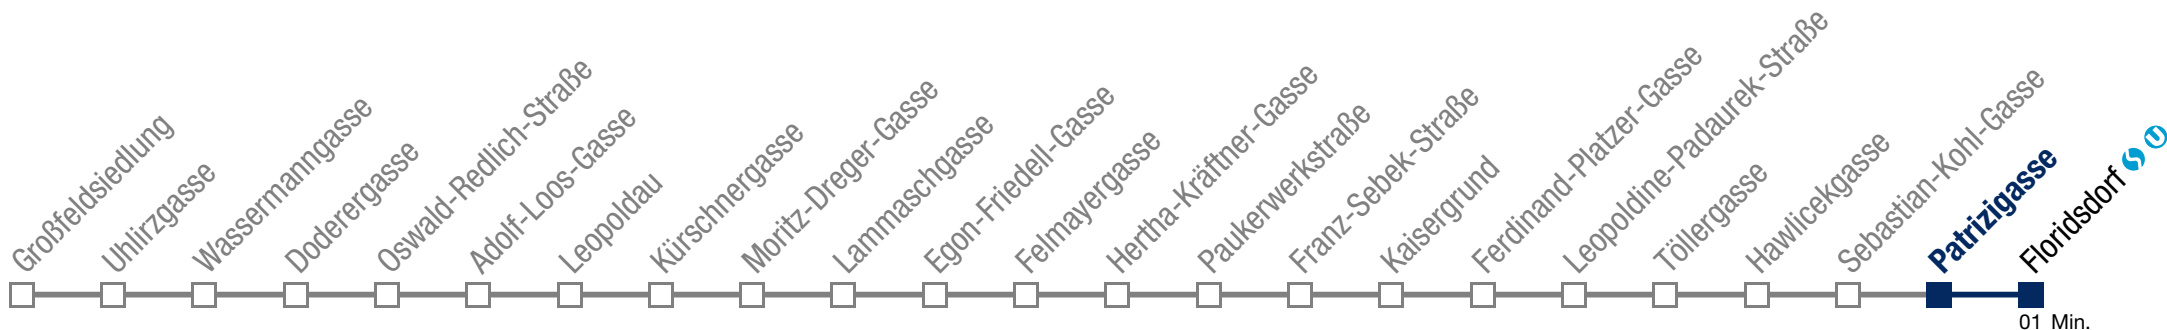 Großfeldsiedlung
Uhlirzgasse
Wassermanngasse
Doderergasse
Oswald-Redlich-Straße
Adolf-Loos-Gasse
Leopoldau
Kürschnergasse
Moritz-Dreger-Gasse
Lammaschgasse
Egon-Friedell-Gasse
Felmayergasse
Hertha-Kräftner-Gasse
Paukerwerkstraße
Franz-Sebek-Straße
Kaisergrund
Ferdinand-Platzer-Gasse
Leopoldine-Padaurek-Straße
Töllergasse
Hawlicekgasse
Sebastian-Kohl-Gasse
Patrizigasse
Floridsdorf S U
01 Min.